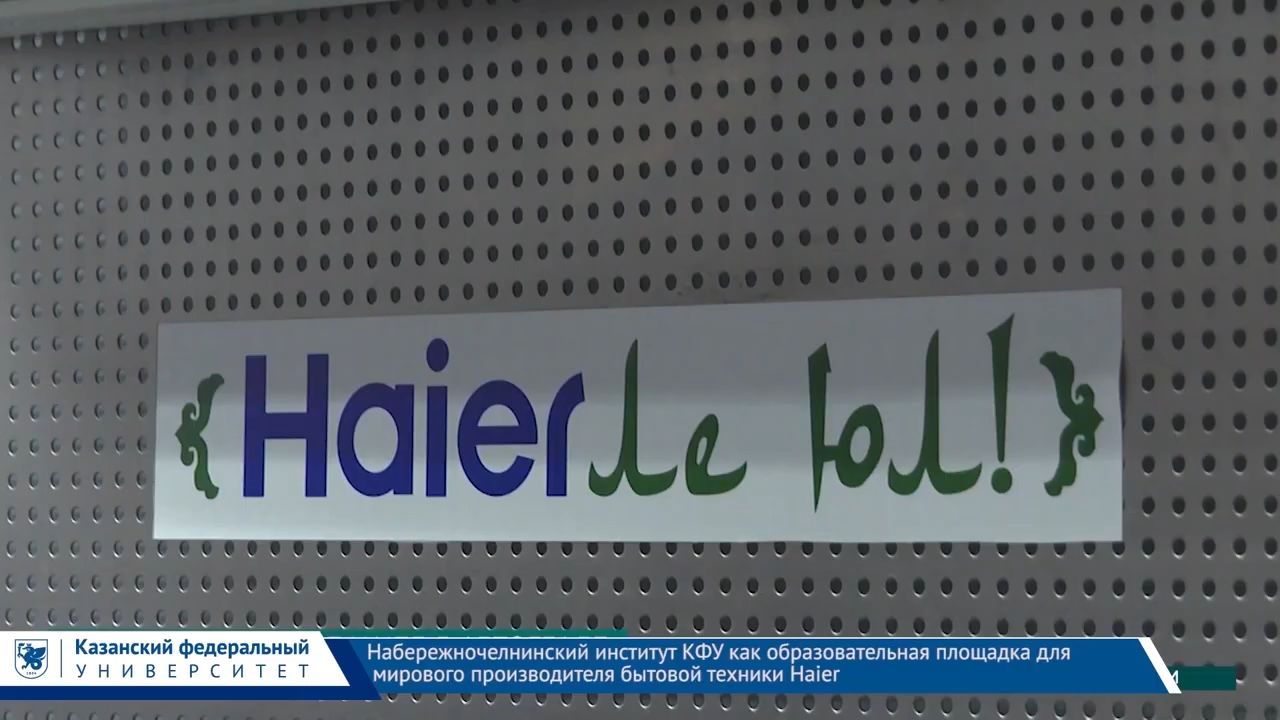 Haierле Юл!
Казанский федеральный
УНИВЕРСИТЕТ
Набережночелнинский институт КФУ как образовательная площадка для
мирового производителя бытовой техники Haier